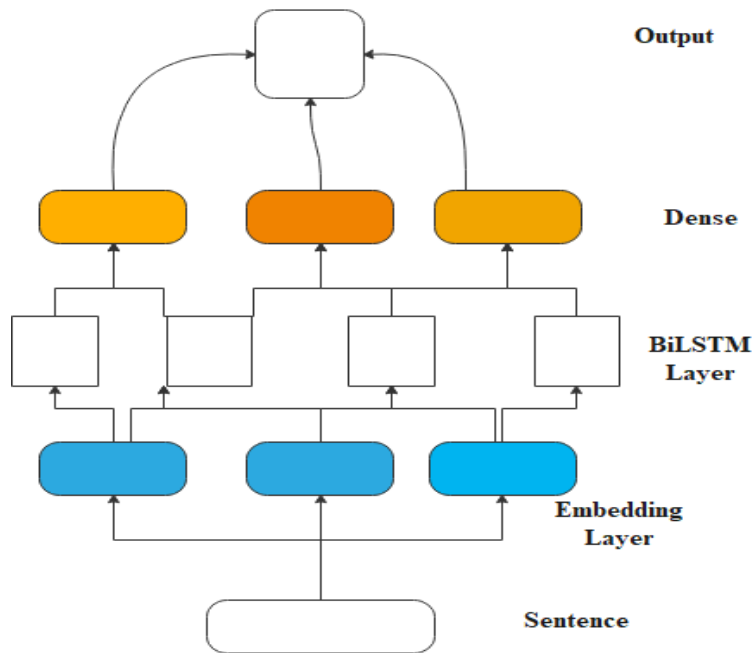 Output
Dense
BiLSTM
Layer
Embedding
Layer
Sentence